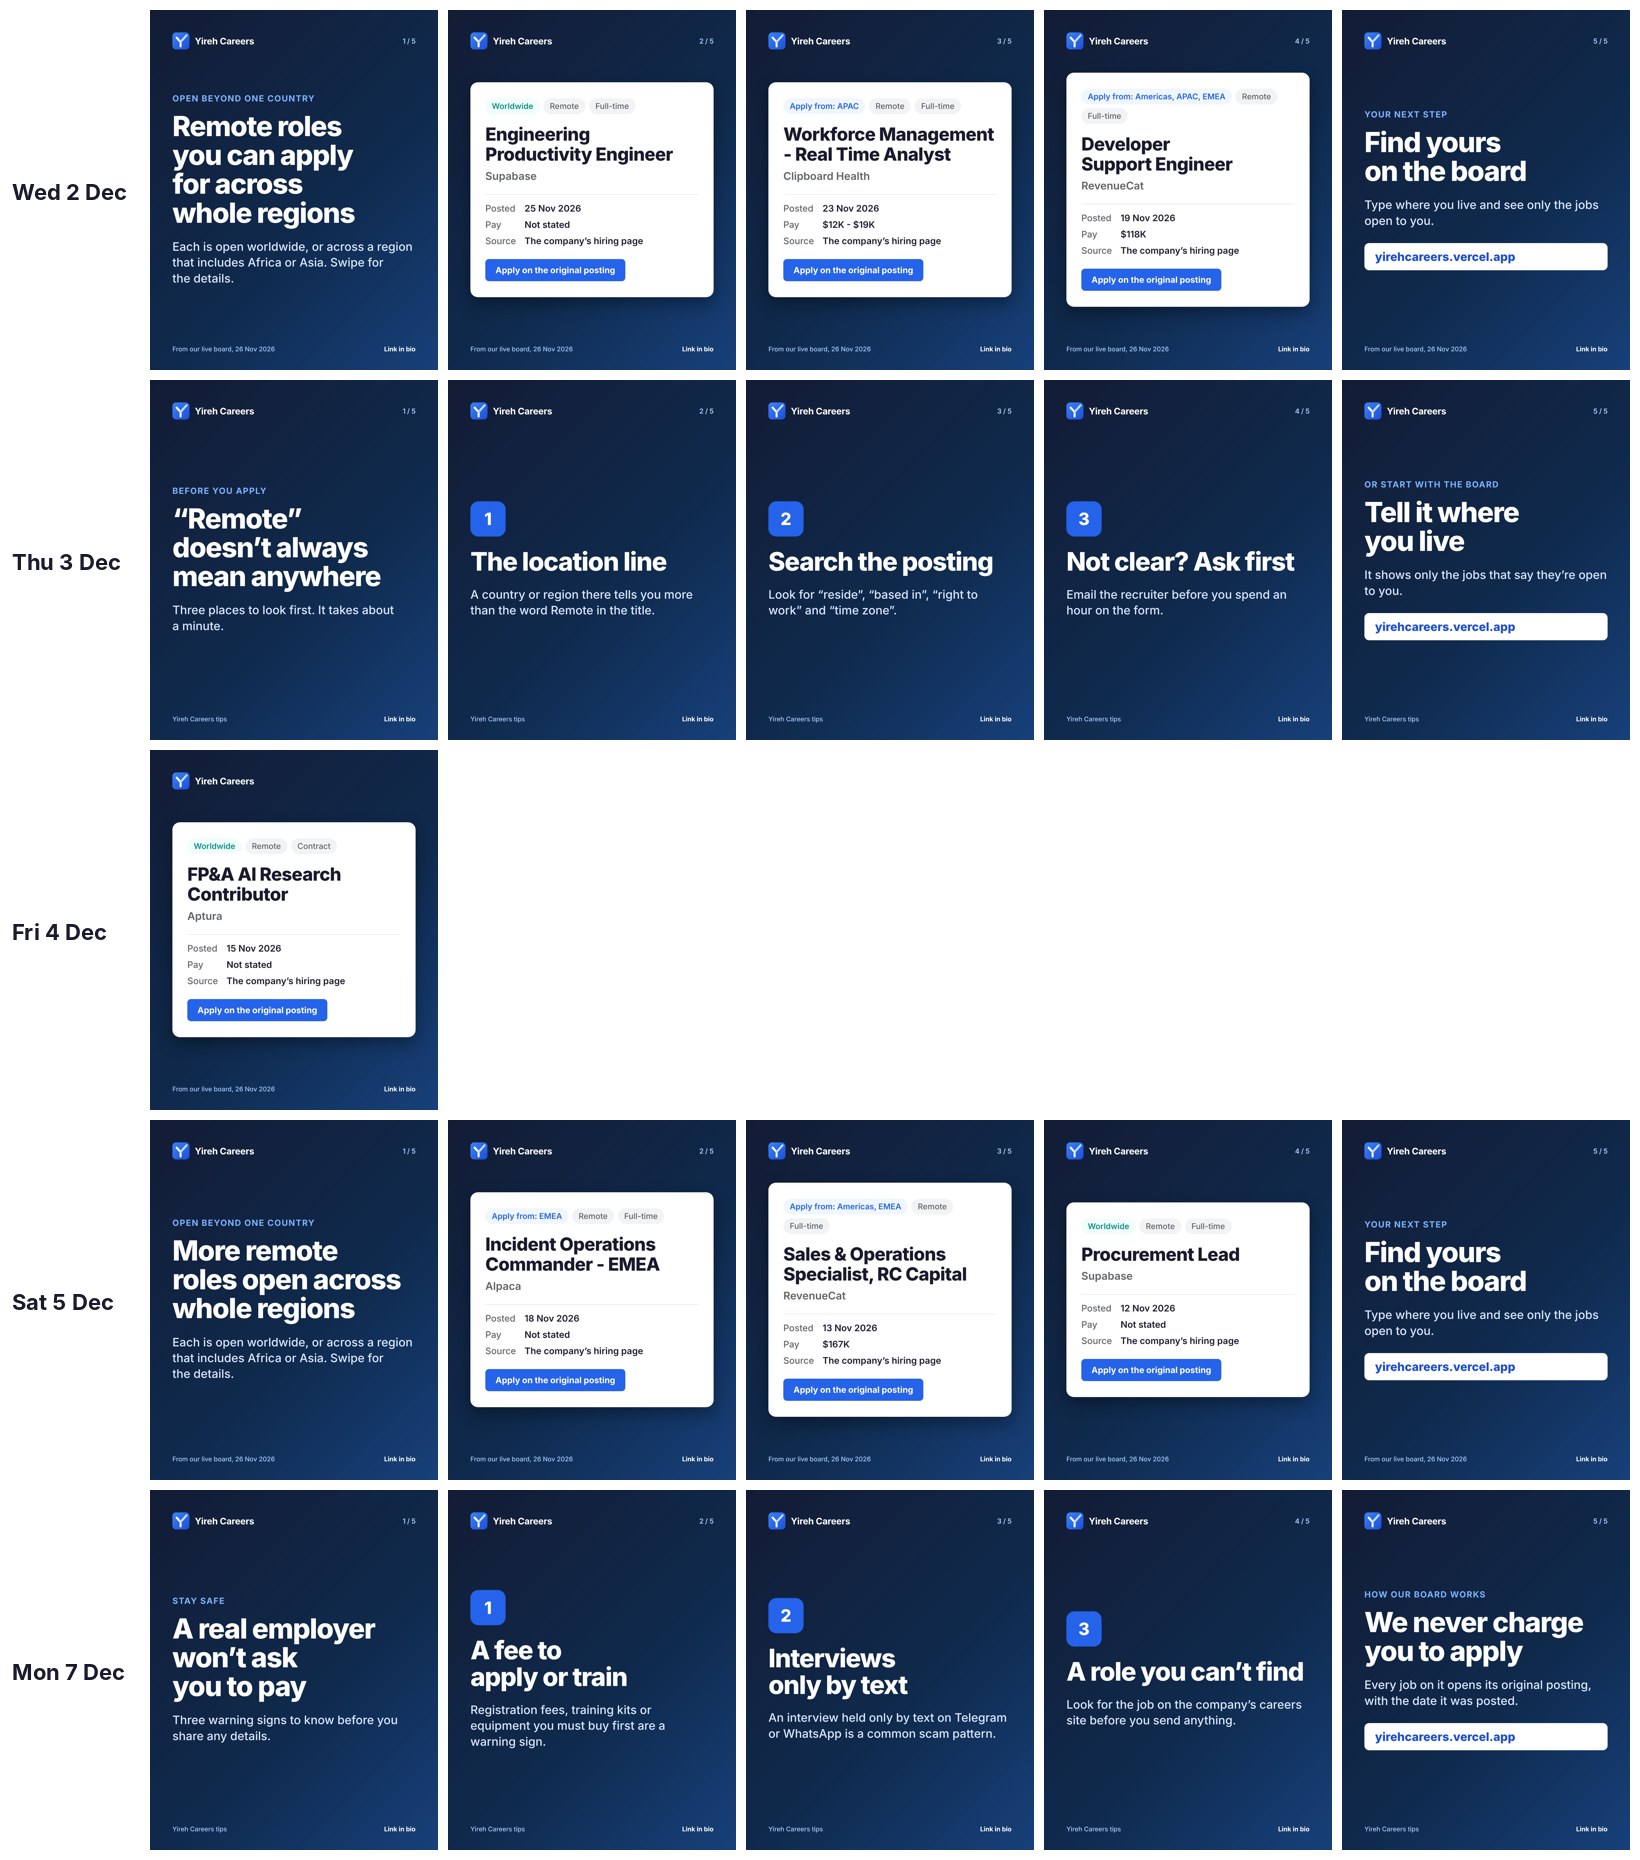 Wed 2 Dec
Yireh Careers
1 / 5
OPEN BEYOND ONE COUNTRY
Remote roles
you can apply
for across
whole regions
Each is open worldwide, or across a region
that includes Africa or Asia. Swipe for
the details.
From our live board, 26 Nov 2026
Link in bio
Yireh Careers
2 / 5
Worldwide
Remote
Full-time
Engineering
Productivity Engineer
Supabase
Posted 25 Nov 2026
Pay Not stated
Source The company’s hiring page
Apply on the original posting
From our live board, 26 Nov 2026
Link in bio
Yireh Careers
3 / 5
Apply from: APAC
Remote
Full-time
Workforce Management
- Real Time Analyst
Clipboard Health
Posted 23 Nov 2026
Pay $12K - $19K
Source The company’s hiring page
Apply on the original posting
From our live board, 26 Nov 2026
Link in bio
Yireh Careers
4 / 5
Apply from: Americas, APAC, EMEA
Remote
Full-time
Developer
Support Engineer
RevenueCat
Posted 19 Nov 2026
Pay $118K
Source The company’s hiring page
Apply on the original posting
From our live board, 26 Nov 2026
Link in bio
Yireh Careers
5 / 5
YOUR NEXT STEP
Find yours
on the board
Type where you live and see only the jobs
open to you.
yirehcareers.vercel.app
From our live board, 26 Nov 2026
Link in bio
Thu 3 Dec
Yireh Careers
1 / 5
BEFORE YOU APPLY
“Remote”
doesn’t always
mean anywhere
Three places to look first. It takes about
a minute.
Yireh Careers tips
Link in bio
Yireh Careers
2 / 5
1
The location line
A country or region there tells you more
than the word Remote in the title.
Yireh Careers tips
Link in bio
Yireh Careers
3 / 5
2
Search the posting
Look for “reside”, “based in”, “right to
work” and “time zone”.
Yireh Careers tips
Link in bio
Yireh Careers
4 / 5
3
Not clear? Ask first
Email the recruiter before you spend an
hour on the form.
Yireh Careers tips
Link in bio
Yireh Careers
5 / 5
OR START WITH THE BOARD
Tell it where
you live
It shows only the jobs that say they’re open
to you.
yirehcareers.vercel.app
Yireh Careers tips
Link in bio
Fri 4 Dec
Yireh Careers
Worldwide
Remote
Contract
FP&A AI Research
Contributor
Aptura
Posted 15 Nov 2026
Pay Not stated
Source The company’s hiring page
Apply on the original posting
From our live board, 26 Nov 2026
Link in bio
Sat 5 Dec
Yireh Careers
1 / 5
OPEN BEYOND ONE COUNTRY
More remote
roles open across
whole regions
Each is open worldwide, or across a region
that includes Africa or Asia. Swipe for
the details.
From our live board, 26 Nov 2026
Link in bio
Yireh Careers
2 / 5
Apply from: EMEA
Remote
Full-time
Incident Operations
Commander - EMEA
Alpaca
Posted 18 Nov 2026
Pay Not stated
Source The company’s hiring page
Apply on the original posting
From our live board, 26 Nov 2026
Link in bio
Yireh Careers
3 / 5
Apply from: Americas, EMEA
Remote
Full-time
Sales & Operations
Specialist, RC Capital
RevenueCat
Posted 13 Nov 2026
Pay $167K
Source The company’s hiring page
Apply on the original posting
From our live board, 26 Nov 2026
Link in bio
Yireh Careers
4 / 5
Worldwide
Remote
Full-time
Procurement Lead
Supabase
Posted 12 Nov 2026
Pay Not stated
Source The company’s hiring page
Apply on the original posting
From our live board, 26 Nov 2026
Link in bio
Yireh Careers
5 / 5
YOUR NEXT STEP
Find yours
on the board
Type where you live and see only the jobs
open to you.
yirehcareers.vercel.app
From our live board, 26 Nov 2026
Link in bio
Mon 7 Dec
Yireh Careers
1 / 5
STAY SAFE
A real employer
won’t ask
you to pay
Three warning signs to know before you
share any details.
Yireh Careers tips
Link in bio
Yireh Careers
2 / 5
1
A fee to
apply or train
Registration fees, training kits or
equipment you must buy first are a
warning sign.
Yireh Careers tips
Link in bio
Yireh Careers
3 / 5
2
Interviews
only by text
An interview held only by text on Telegram
or WhatsApp is a common scam pattern.
Yireh Careers tips
Link in bio
Yireh Careers
4 / 5
3
A role you can’t find
Look for the job on the company’s careers
site before you send anything.
Yireh Careers tips
Link in bio
Yireh Careers
5 / 5
HOW OUR BOARD WORKS
We never charge
you to apply
Every job on it opens its original posting,
with the date it was posted.
yirehcareers.vercel.app
Yireh Careers tips
Link in bio